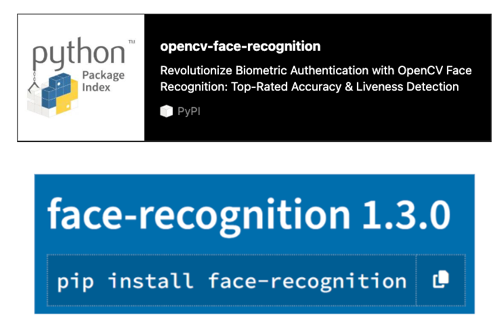 python™
Package
Index
opencv-face-recognition
Revolutionize Biometric Authentication with OpenCV Face
Recognition: Top-Rated Accuracy & Liveness Detection
PyPI
face-recognition 1.3.0
pip install face-recognition